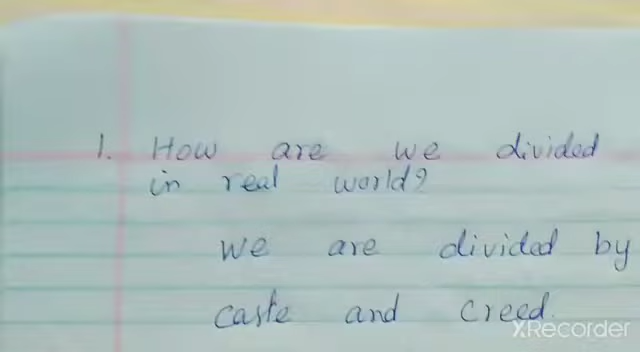 1. How are we divided
in real world?
we are divided by
caste and creed.
XRecorder